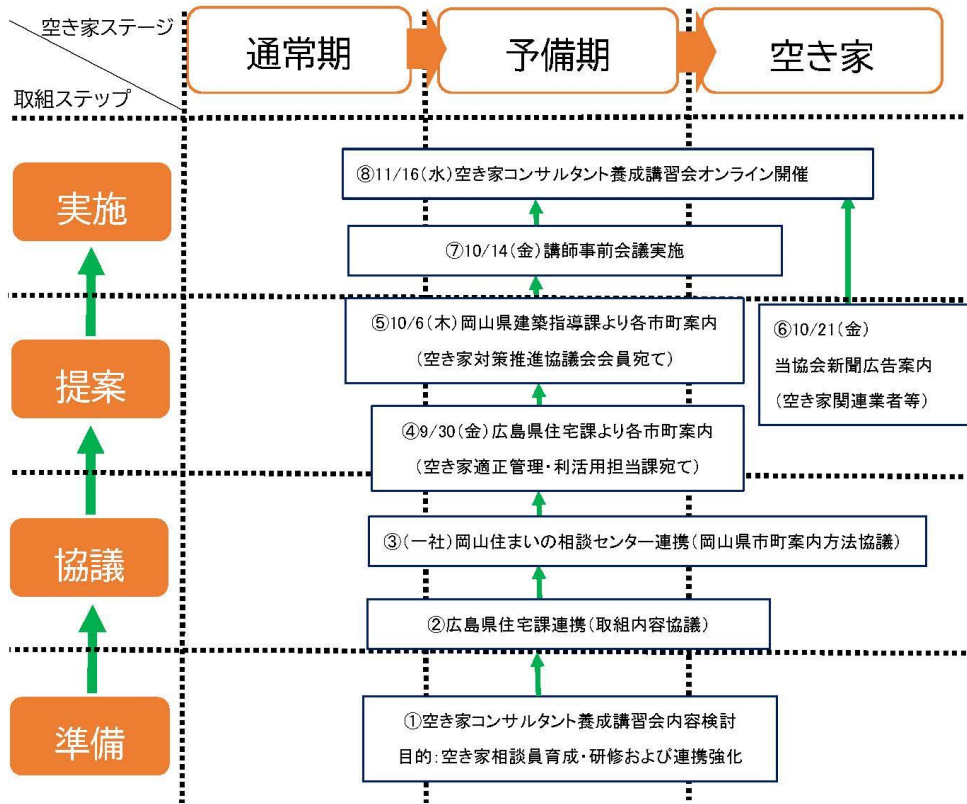 空き家ステージ
取組ステップ
通常期
予備期
空き家
実施
⑧11/16(水)空き家コンサルタント養成講習会オンライン開催
⑦10/14(金)講師事前会議実施
提案
⑤10/6(木)岡山県建築指導課より各市町案内
(空き家対策推進協議会会員宛て)
⑥10/21(金)
当協会新聞広告案内
(空き家関連業者等)
④9/30(金)広島県住宅課より各市町案内
(空き家適正管理・利活用担当課宛て)
協議
③(一社)岡山住まいの相談センター連携(岡山県市町案内方法協議)
②広島県住宅課連携(取組内容協議)
準備
①空き家コンサルタント養成講習会内容検討
目的:空き家相談員育成・研修および連携強化